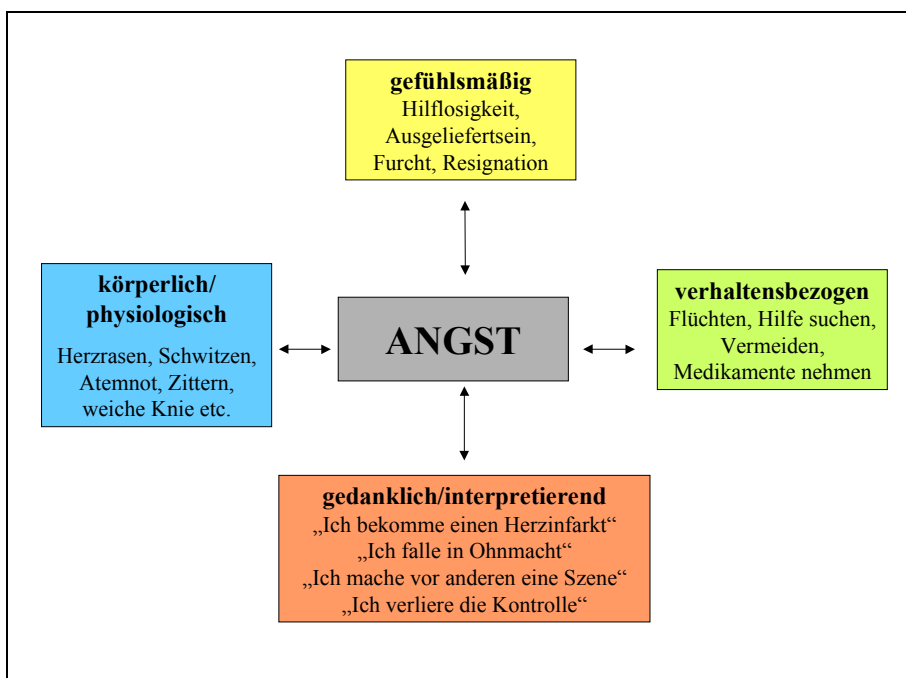 gefühlsmäßig
Hilflosigkeit,
Ausgeliefertsein,
Furcht, Resignation
körperlich/
physiologisch
Herzrasen, Schwitzen,
Atemnot, Zittern,
weiche Knie etc.
ANGST
verhaltensbezogen
Flüchten, Hilfe suchen,
Vermeiden,
Medikamente nehmen
gedanklich/interpretierend
„Ich bekomme einen Herzinfarkt“
„Ich falle in Ohnmacht“
„Ich mache vor anderen eine Szene“
„Ich verliere die Kontrolle“